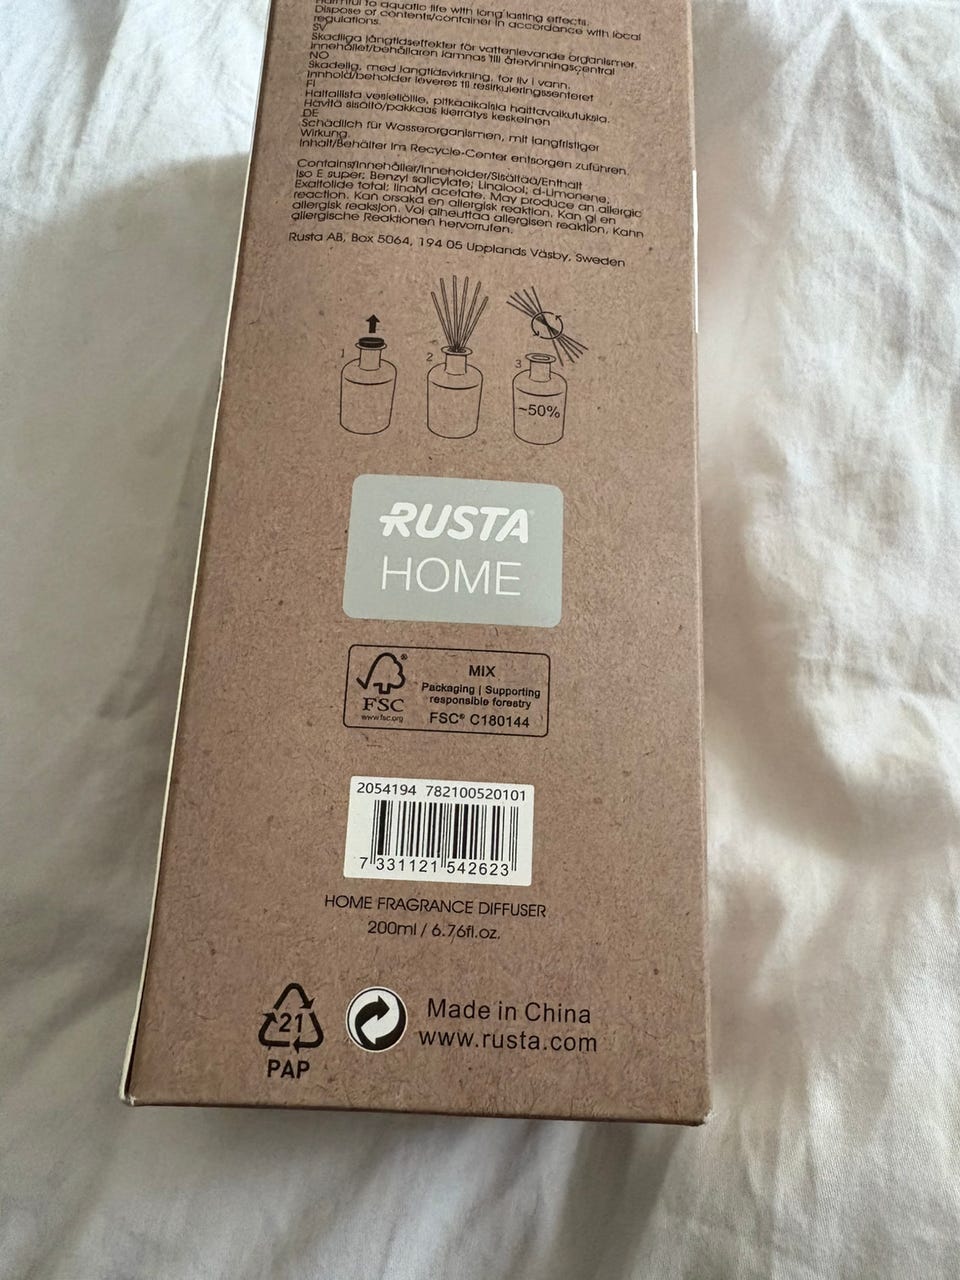 Harmful to aquatic life with long lasting effects.
Dispose of contents/container in accordance with local
regulations.
SV
Skadliga långtidseffekter för vattenlevande organismer.
Innehållet/behållaren lämnas till återvinningscentral
NO
Skadelig, med langtidsvirkning, for liv i vann.
Innhold/beholder leveres til resirkuleringssenteret
FI
Haitallista vesieliöille, pitkäaikaisia haittavaikutuksia.
Hävitä sisältö/pakkaus kierrätys keskeinen
DE
Schädlich für Wasserorganismen, mit langfristiger
Wirkung.
Inhalt/Behälter im Recycle-Center entsorgen zuführen.
Contains/Innehåller/Inneholder/Sisältää/Enthält
Iso E super; Benzyl salicylate; Linalool; d-Limonene;
Exaltolide total; linalyl acetate. May produce an allergic
reaction. Kan orsaka en allergisk reaktion. Kan gi en
allergisk reaksjon. Voi aiheuttaa allergisen reaktion. Kann
allergische Reaktionen hervorrufen.
Rusta AB, Box 5064, 194 05 Upplands Väsby, Sweden
1 2 3
~50%
RUSTA
HOME
FSC®
www.fsc.org
MIX
Packaging | Supporting
responsible forestry
FSC® C180144
2054194 782100520101
7 331121 542623
HOME FRAGRANCE DIFFUSER
200ml / 6.76fl.oz.
21
PAP
Made in China
www.rusta.com